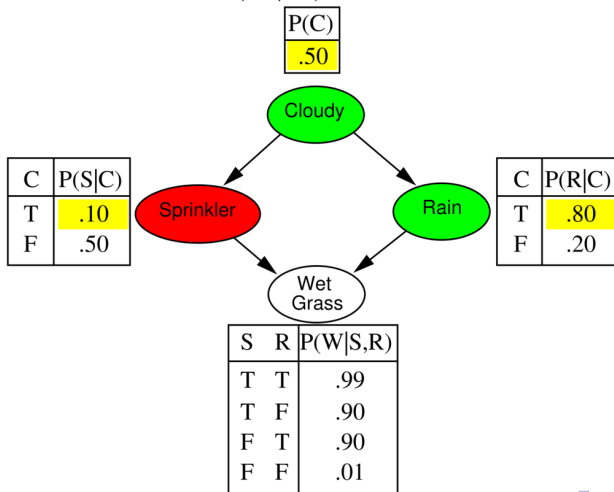 P(C)
.50
Cloudy
C P(S|C)
T .10
F .50
Sprinkler
Rain
C P(R|C)
T .80
F .20
Wet
Grass
S R P(W|S,R)
T T .99
T F .90
F T .90
F F .01